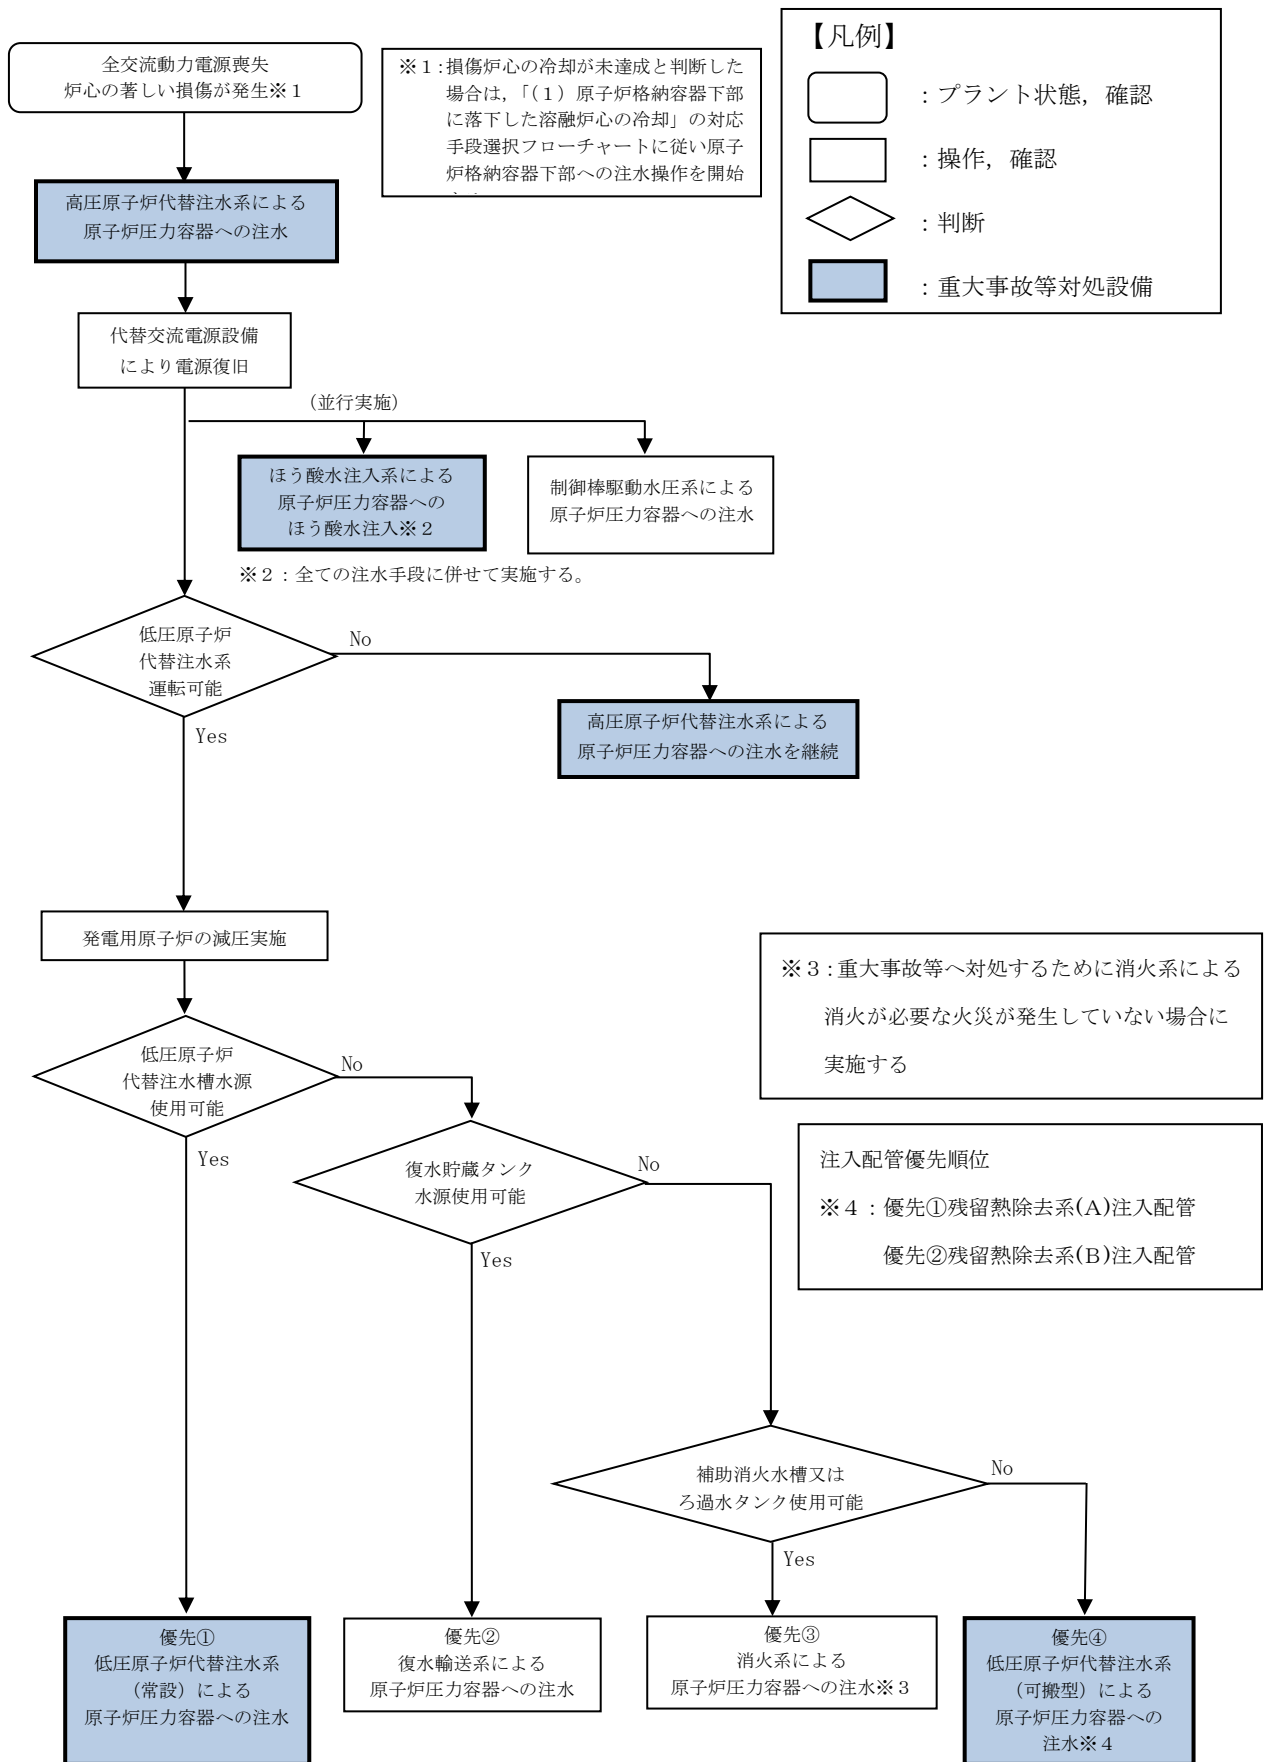 全交流動力電源喪失
炉心の著しい損傷が発生※１
※１：損傷炉心の冷却が未達成と判断した
場合は，「（１）原子炉格納容器下部
に落下した溶融炉心の冷却」の対応
手段選択フローチャートに従い原子
炉格納容器下部への注水操作を開始
【凡例】
：プラント状態，確認
：操作，確認
：判断
：重大事故等対処設備
高圧原子炉代替注水系による
原子炉圧力容器への注水
代替交流電源設備
により電源復旧
（並行実施）
ほう酸水注入系による
原子炉圧力容器への
ほう酸水注入※２
制御棒駆動水圧系による
原子炉圧力容器への注水
※２：全ての注水手段に併せて実施する。
低圧原子炉
代替注水系
運転可能
No
Yes
高圧原子炉代替注水系による
原子炉圧力容器への注水を継続
発電用原子炉の減圧実施
※３：重大事故等へ対処するために消火系による
消火が必要な火災が発生していない場合に
実施する
低圧原子炉
代替注水槽水源
使用可能
No
Yes
注入配管優先順位
※４：優先①残留熱除去系(A)注入配管
優先②残留熱除去系(B)注入配管
復水貯蔵タンク
水源使用可能
No
Yes
補助消火水槽又は
ろ過水タンク使用可能
No
Yes
優先①
低圧原子炉代替注水系
（常設）による
原子炉圧力容器への注水
優先②
復水輸送系による
原子炉圧力容器への注水
優先③
消火系による
原子炉圧力容器への注水※３
優先④
低圧原子炉代替注水系
（可搬型）による
原子炉圧力容器への
注水※４